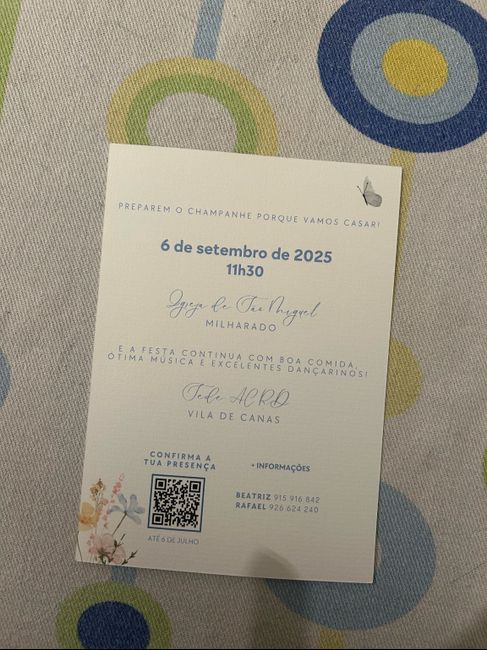 PREPAREM O CHAMPANHE PORQUE VAMOS CASAR!
6 de setembro de 2025
11h30
Igreja de São Miguel
MILHARADO
E A FESTA CONTINUA COM BOA COMIDA,
ÓTIMA MÚSICA E EXCELENTES DANÇARINOS!
Sede ACRD
VILA DE CANAS
CONFIRMA A
TUA PRESENÇA
+ INFORMAÇÕES
BEATRIZ 915 916 842
RAFAEL 926 624 240
ATÉ 6 DE JULHO